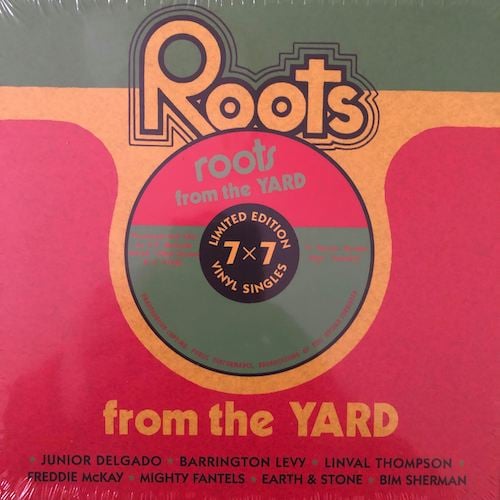 Roots
roots
from the YARD
LIMITED EDITION
7×7
VINYL SINGLES
from the YARD
JUNIOR DELGADO • BARRINGTON LEVY • LINVAL THOMPSON •
FREDDIE McKAY • MIGHTY FANTELS • EARTH & STONE • BIM SHERMAN